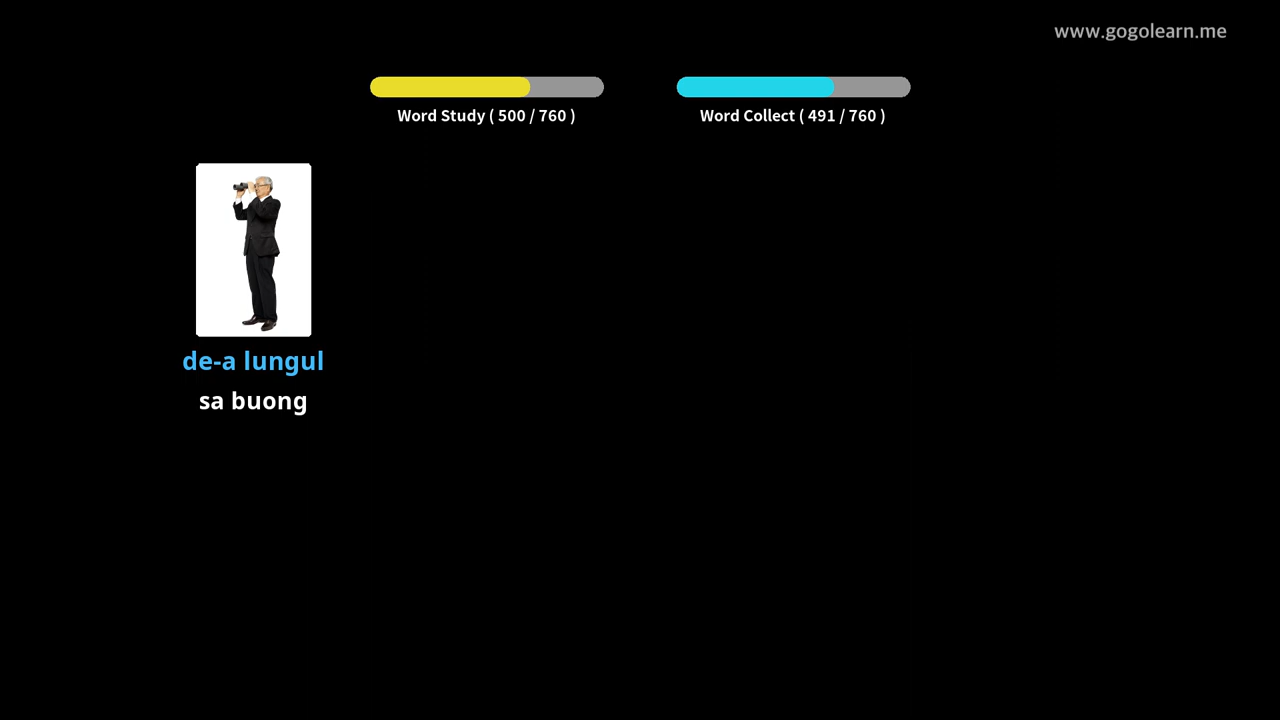 www.gogolearn.me
Word Study ( 500 / 760 )
Word Collect ( 491 / 760 )
de-a lungul
sa buong